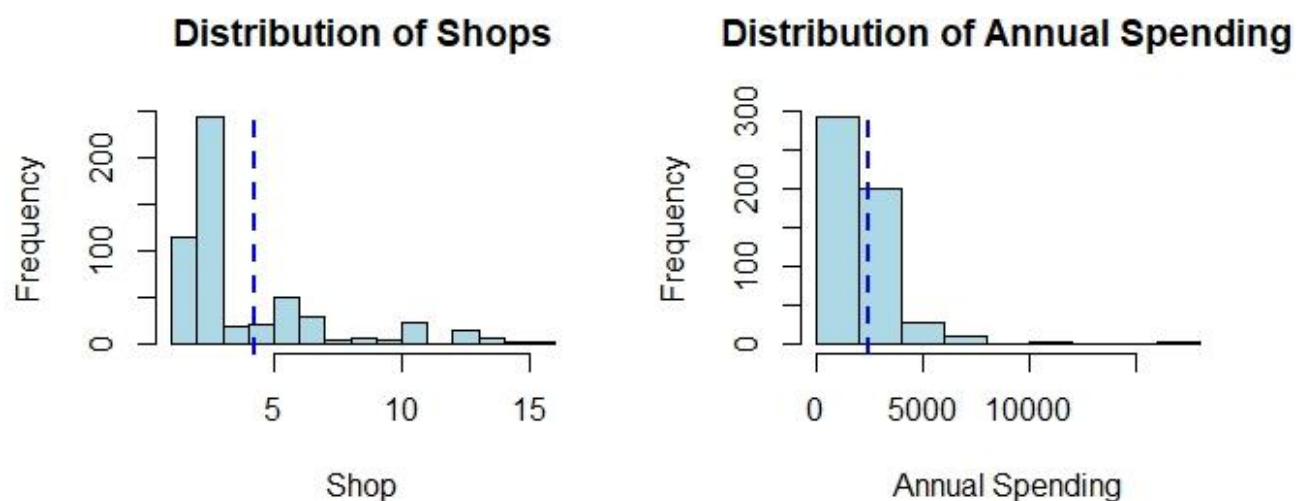 Distribution of Shops
Frequency
0
100
200
5
10
15
Shop
Distribution of Annual Spending
Frequency
0
100
200
300
0
5000
10000
Annual Spending